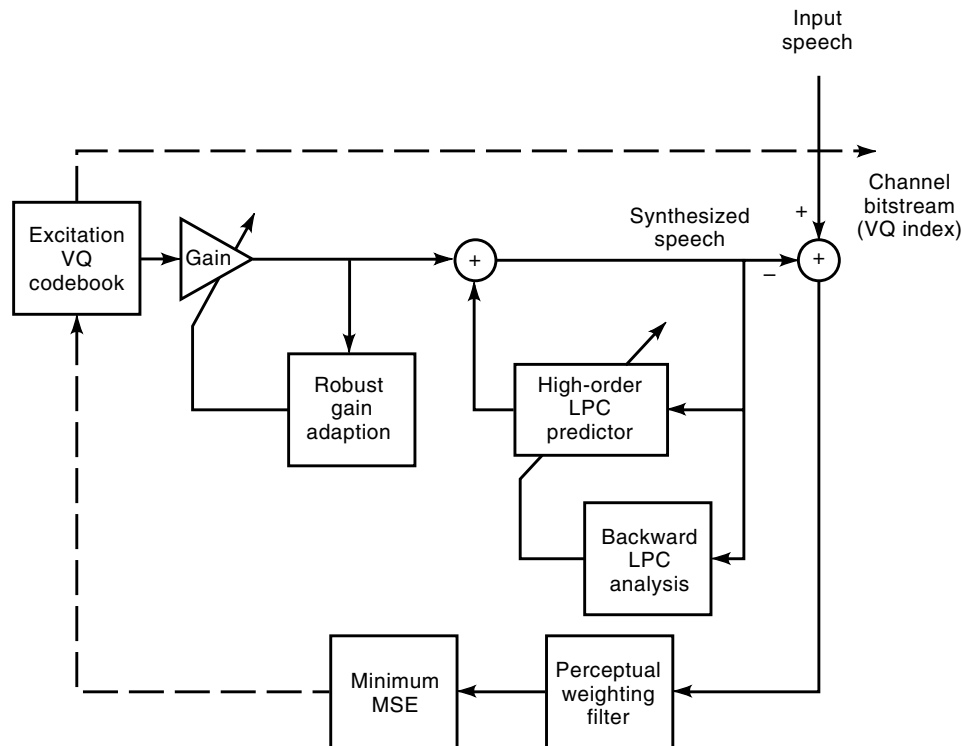 Input
speech
Channel
bitstream
(VQ index)
+
Synthesized
speech
Excitation
VQ
codebook
Gain
+
–
+
Robust
gain
adaption
High-order
LPC
predictor
Backward
LPC
analysis
Minimum
MSE
Perceptual
weighting
filter